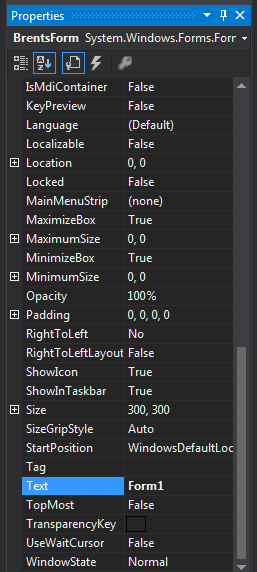 Properties
BrentsForm System.Windows.Forms.Forr
IsMdiContainer False
KeyPreview False
Language (Default)
Localizable False
Location 0, 0
Locked False
MainMenuStrip (none)
MaximizeBox True
MaximumSize 0, 0
MinimizeBox True
MinimumSize 0, 0
Opacity 100%
Padding 0, 0, 0, 0
RightToLeft No
RightToLeftLayout False
ShowIcon True
ShowInTaskbar True
Size 300, 300
SizeGripStyle Auto
StartPosition WindowsDefaultLoc
Tag
Text Form1
TopMost False
TransparencyKey
UseWaitCursor False
WindowState Normal